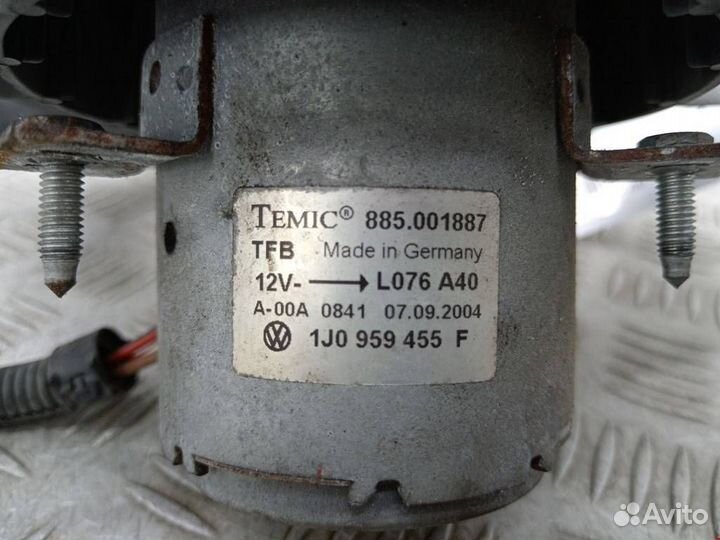 TEMIC® 885.001887
TFB Made in Germany
12V- → L076 A40
A-00A 0841 07.09.2004
VW 1J0 959 455 F
Avito